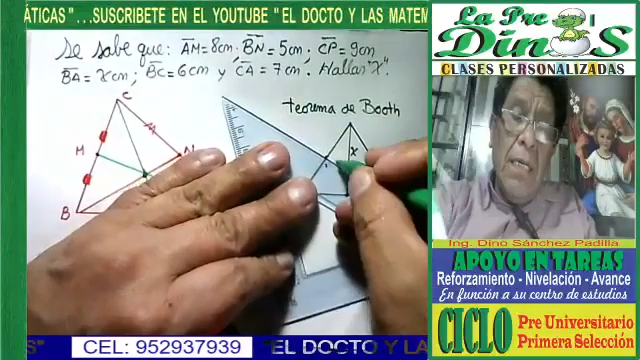 ÁTICAS"...SUSCRIBETE EN EL YOUTUBE "EL DOCTO Y LAS MATEM
Se sabe que: AM=8cm; BN=5cm; CP=9cm
BA=xcm; BC=6cm y CA=7cm. Hallar "X".
Teorema de Booth
C
M
N
B
x
La Pre
DinoS
CLASES PERSONALIZADAS
Ing. Dino Sánchez Padilla
APOYO EN TAREAS
Reforzamiento - Nivelación - Avance
En función a su centro de estudios
CICLO Pre Universitario
Primera Selección
CEL: 952937939 "EL DOCTO Y LA